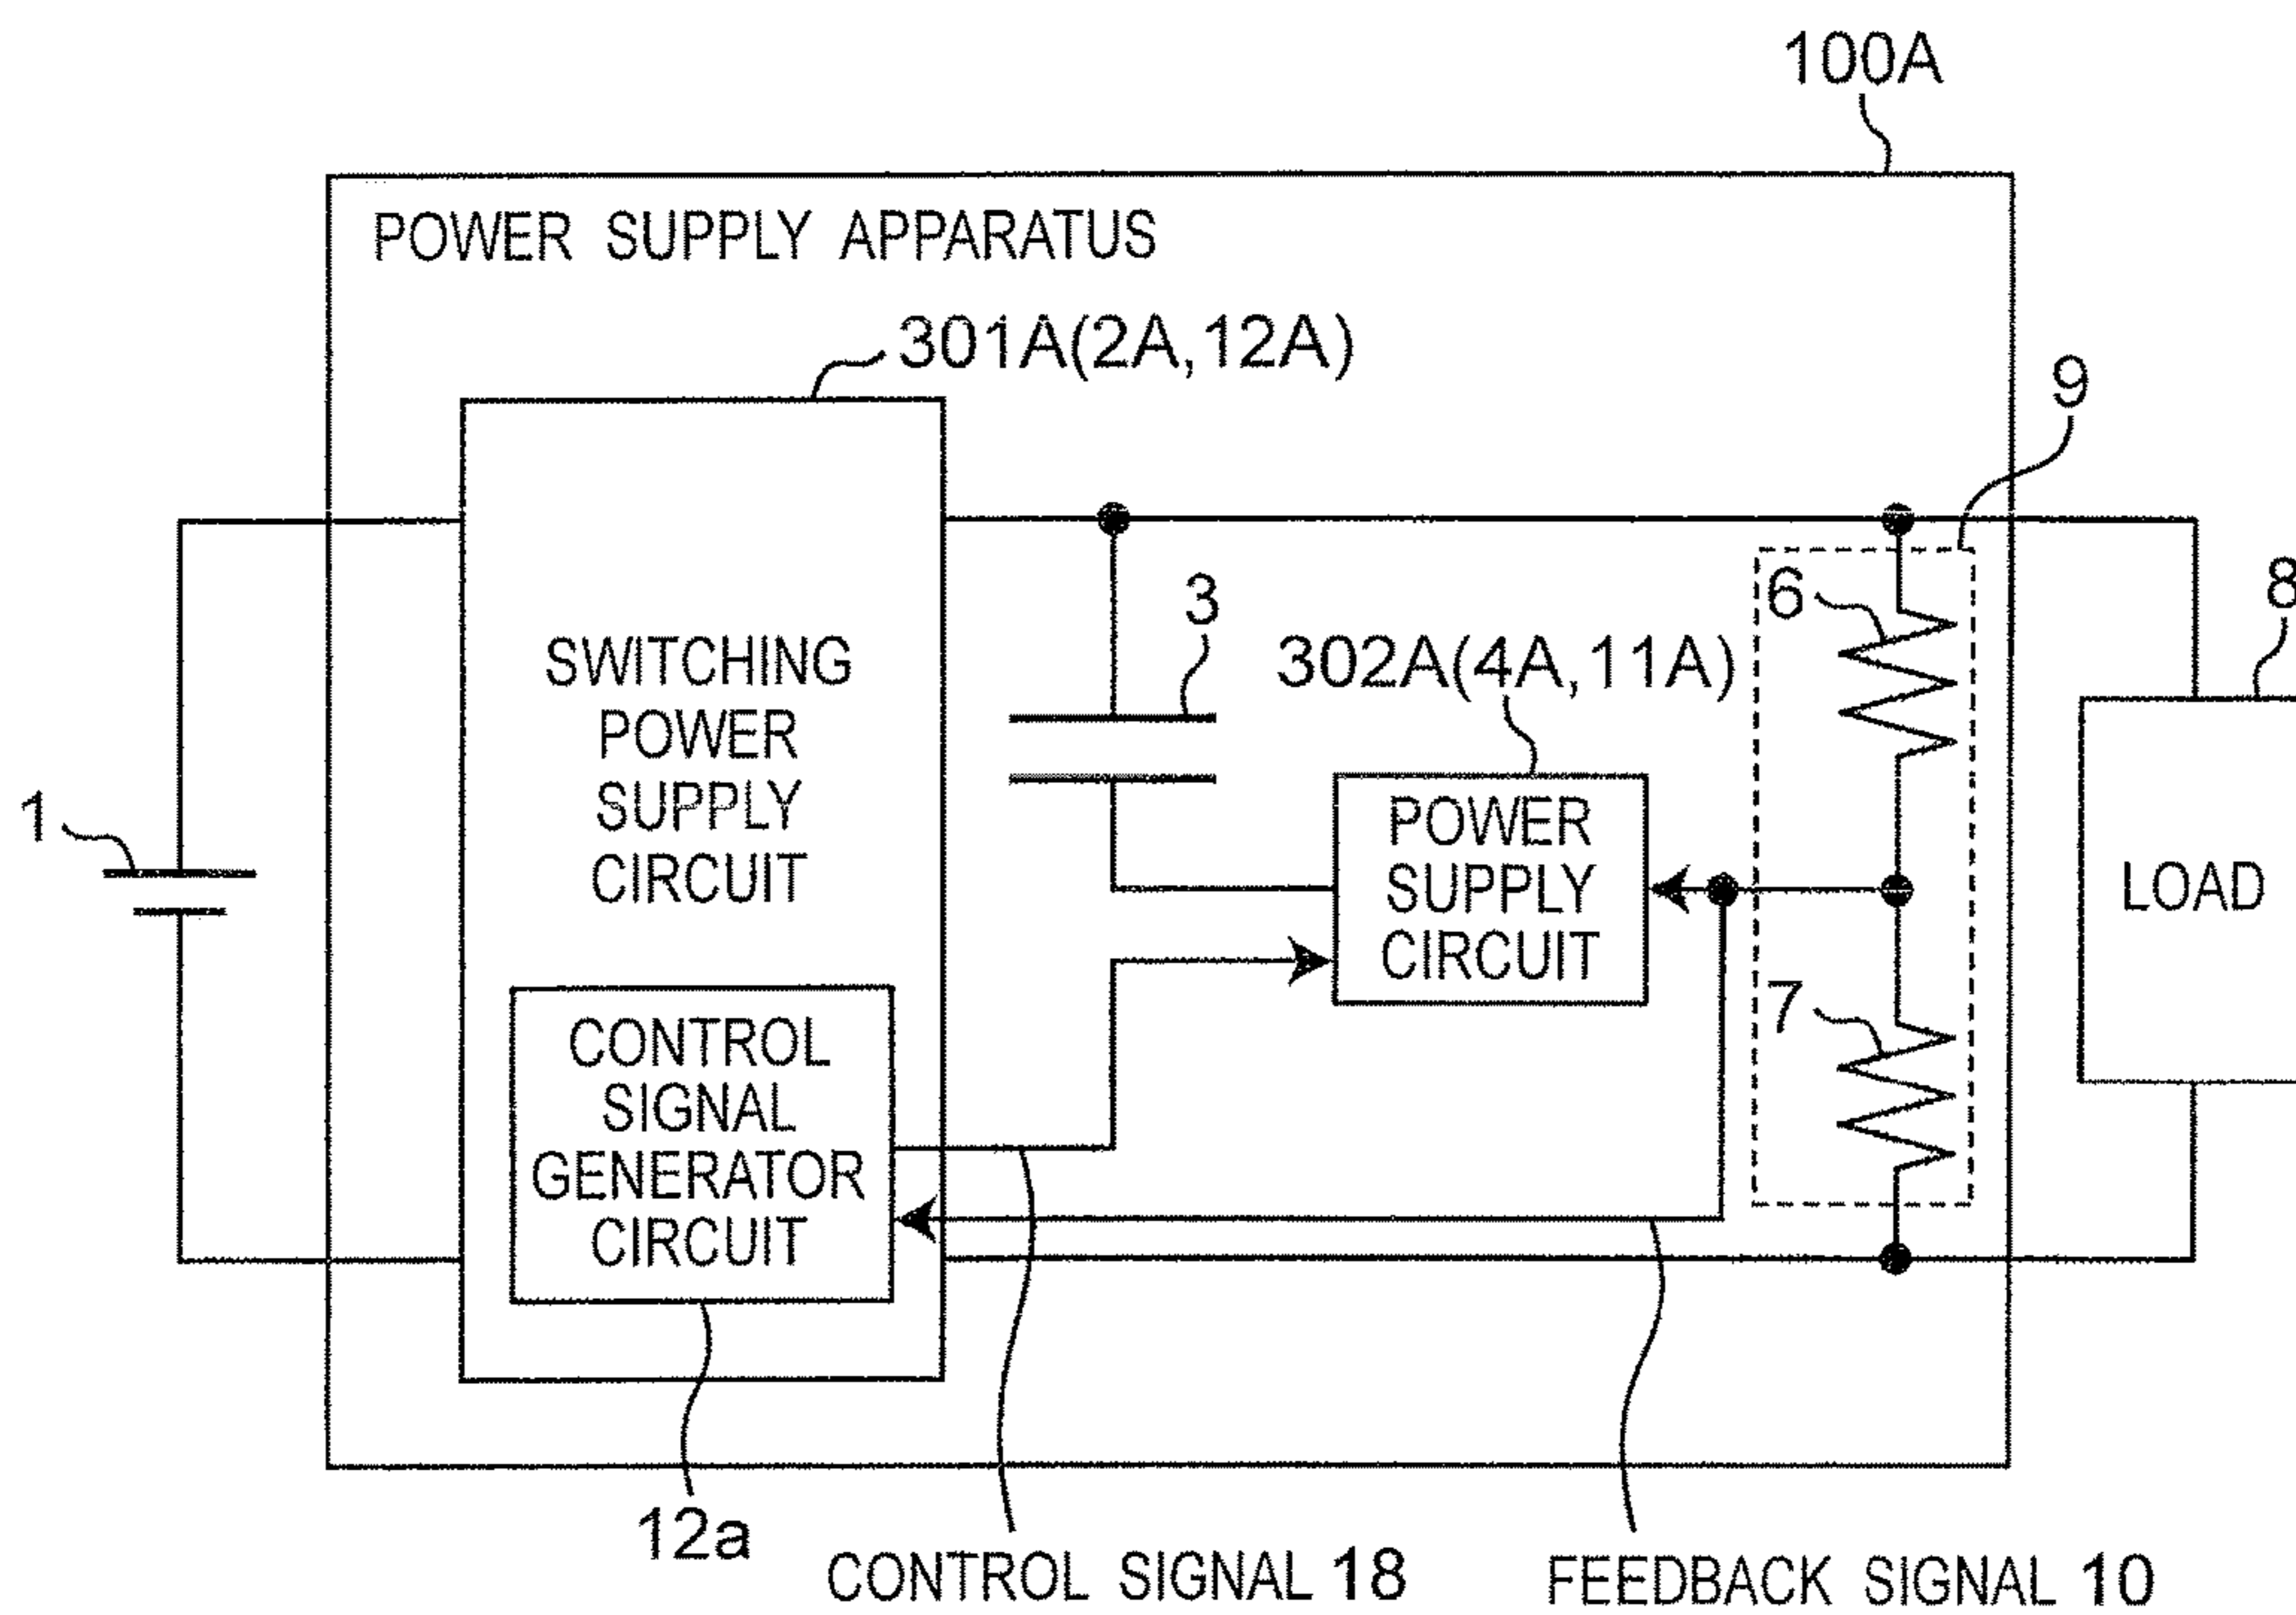 100A
POWER SUPPLY APPARATUS
301A(2A,12A)
9
SWITCHING
POWER
SUPPLY
CIRCUIT
3
302A(4A,11A)
6
8
1
POWER
SUPPLY
CIRCUIT
LOAD
7
CONTROL
SIGNAL
GENERATOR
CIRCUIT
12a
CONTROL SIGNAL 18
FEEDBACK SIGNAL 10